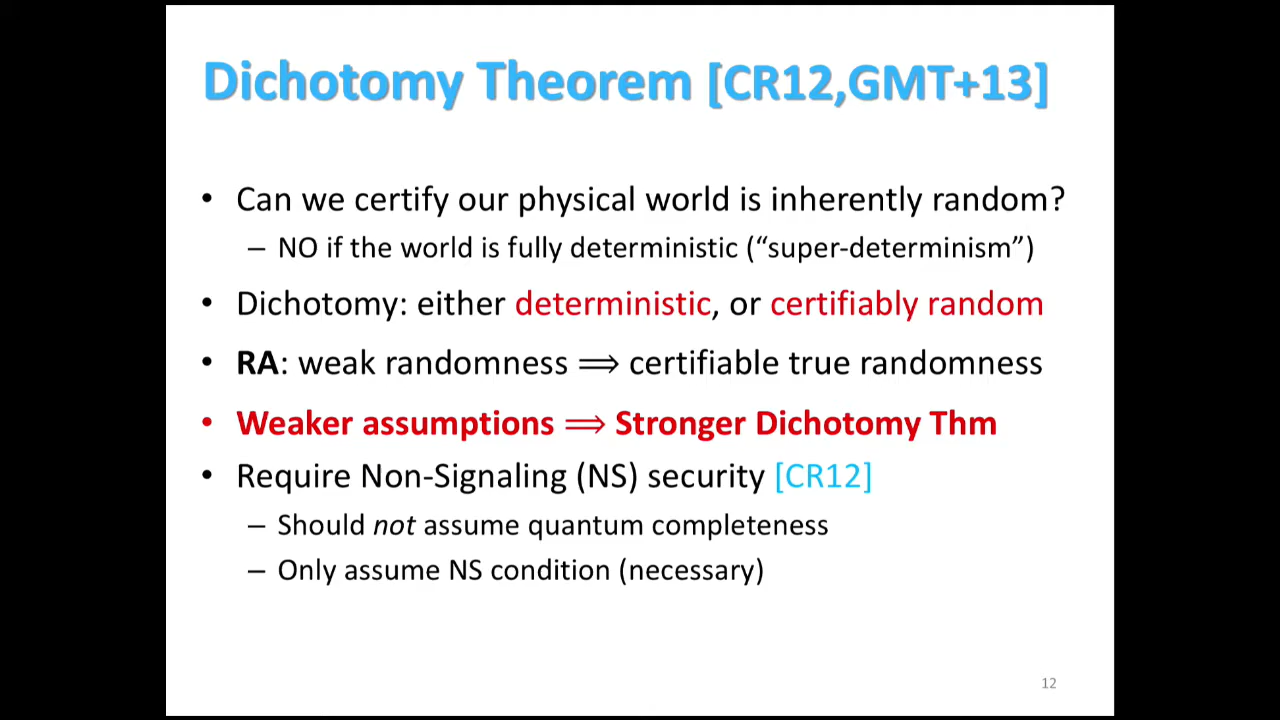 Dichotomy Theorem [CR12,GMT+13]
• Can we certify our physical world is inherently random?
– NO if the world is fully deterministic (“super-determinism”)
• Dichotomy: either deterministic, or certifiably random
• RA: weak randomness ⟹ certifiable true randomness
• Weaker assumptions ⟹ Stronger Dichotomy Thm
• Require Non-Signaling (NS) security [CR12]
– Should not assume quantum completeness
– Only assume NS condition (necessary)
12